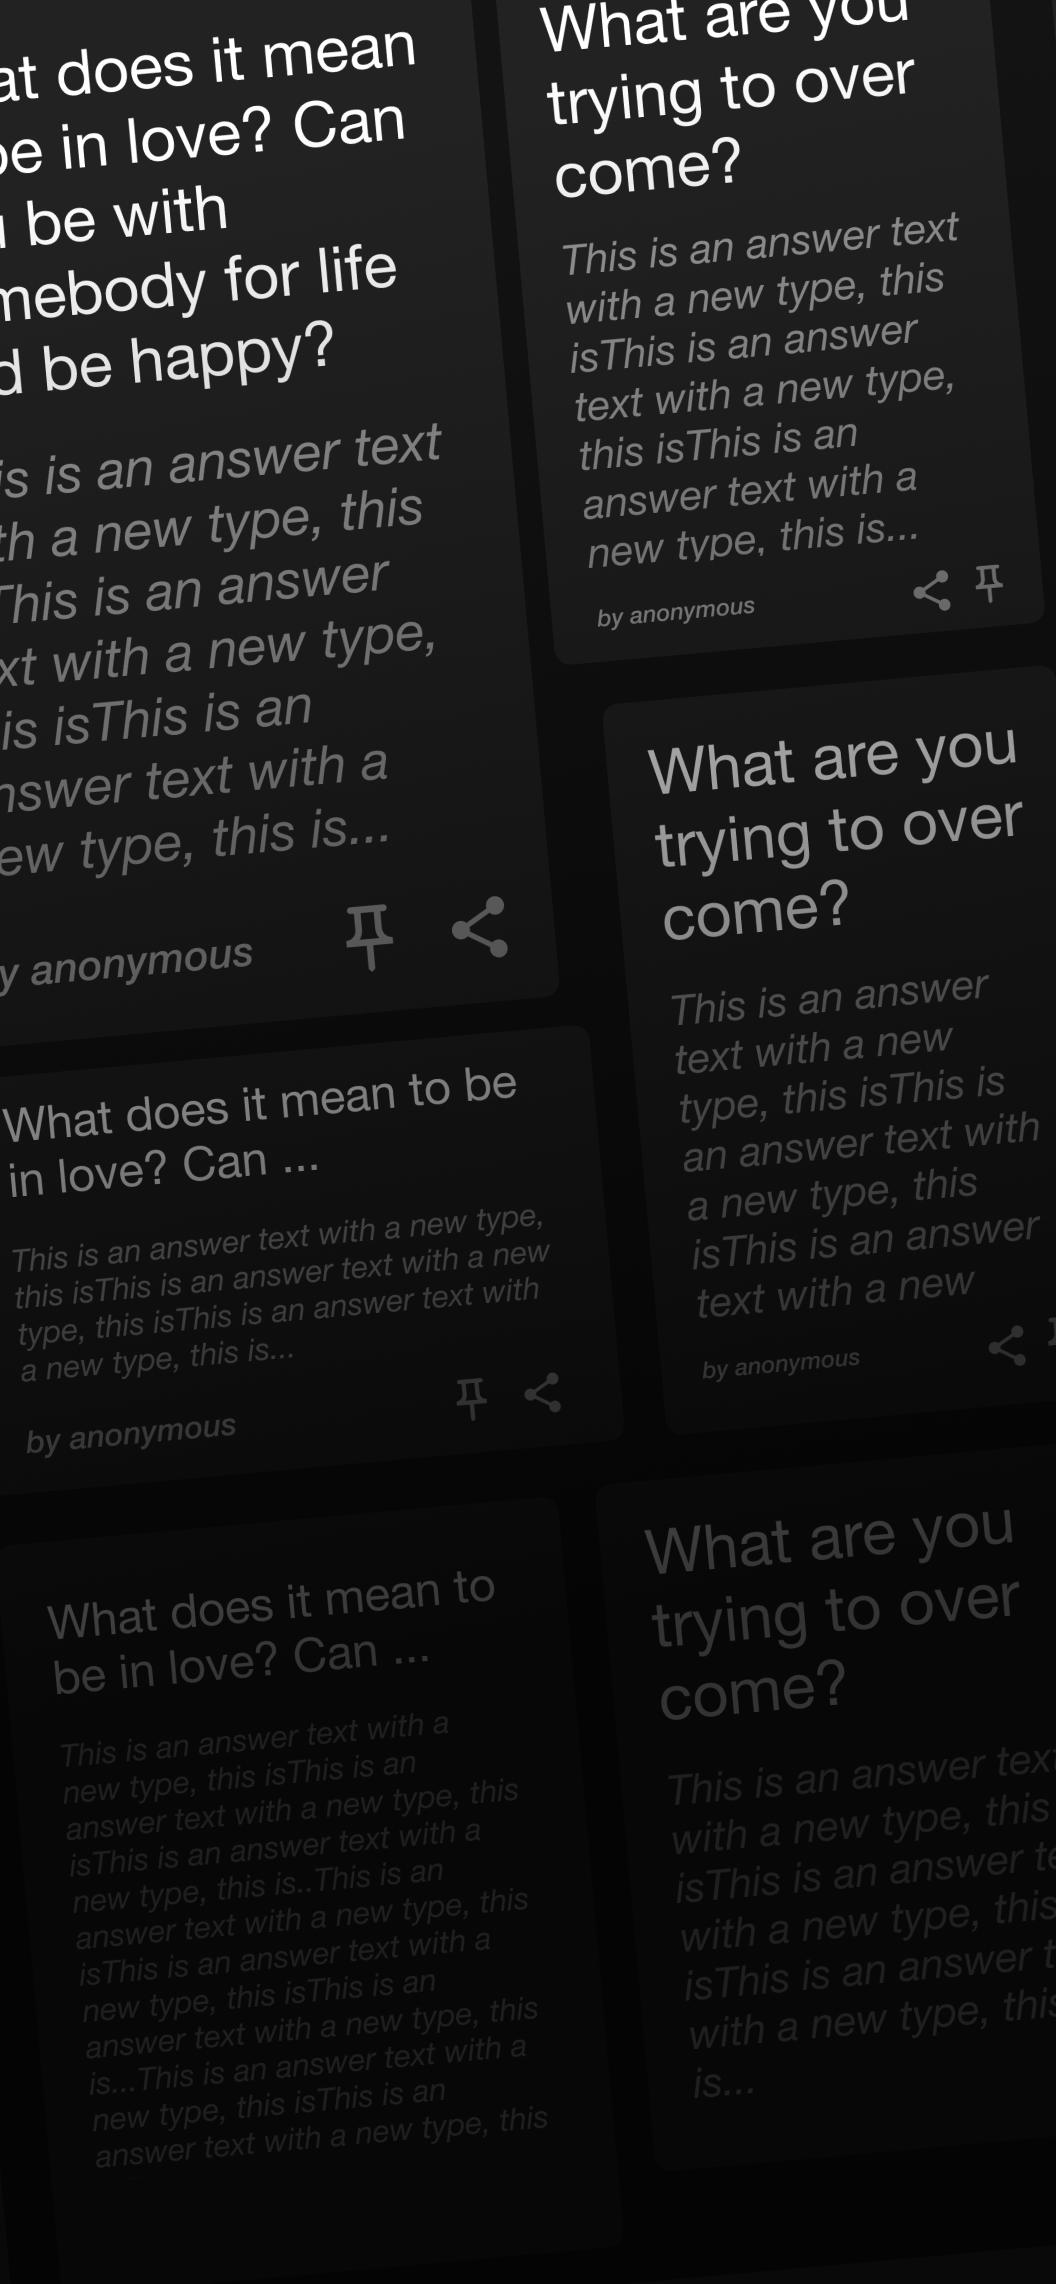 at does it mean
be in love? Can
be with
mebody for life
d be happy?
is is an answer text
th a new type, this
This is an answer
xt with a new type,
is isThis is an
nswer text with a
ew type, this is...
y anonymous
What are you
trying to over
come?
This is an answer text
with a new type, this
isThis is an answer
text with a new type,
this isThis is an
answer text with a
new type, this is...
by anonymous
What does it mean to be
in love? Can ...
This is an answer text with a new type,
this isThis is an answer text with a new
type, this isThis is an answer text with
a new type, this is...
by anonymous
What are you
trying to over
come?
This is an answer
text with a new
type, this isThis is
an answer text with
a new type, this
isThis is an answer
text with a new
by anonymous
What does it mean to
be in love? Can ...
This is an answer text with a
new type, this isThis is an
answer text with a new type, this
isThis is an answer text with a
new type, this is..This is an
answer text with a new type, this
isThis is an answer text with a
new type, this isThis is an
answer text with a new type, this
is...This is an answer text with a
new type, this isThis is an
answer text with a new type, this
What are you
trying to over
come?
This is an answer tex
with a new type, this
isThis is an answer te
with a new type, this
isThis is an answer t
with a new type, this
is...